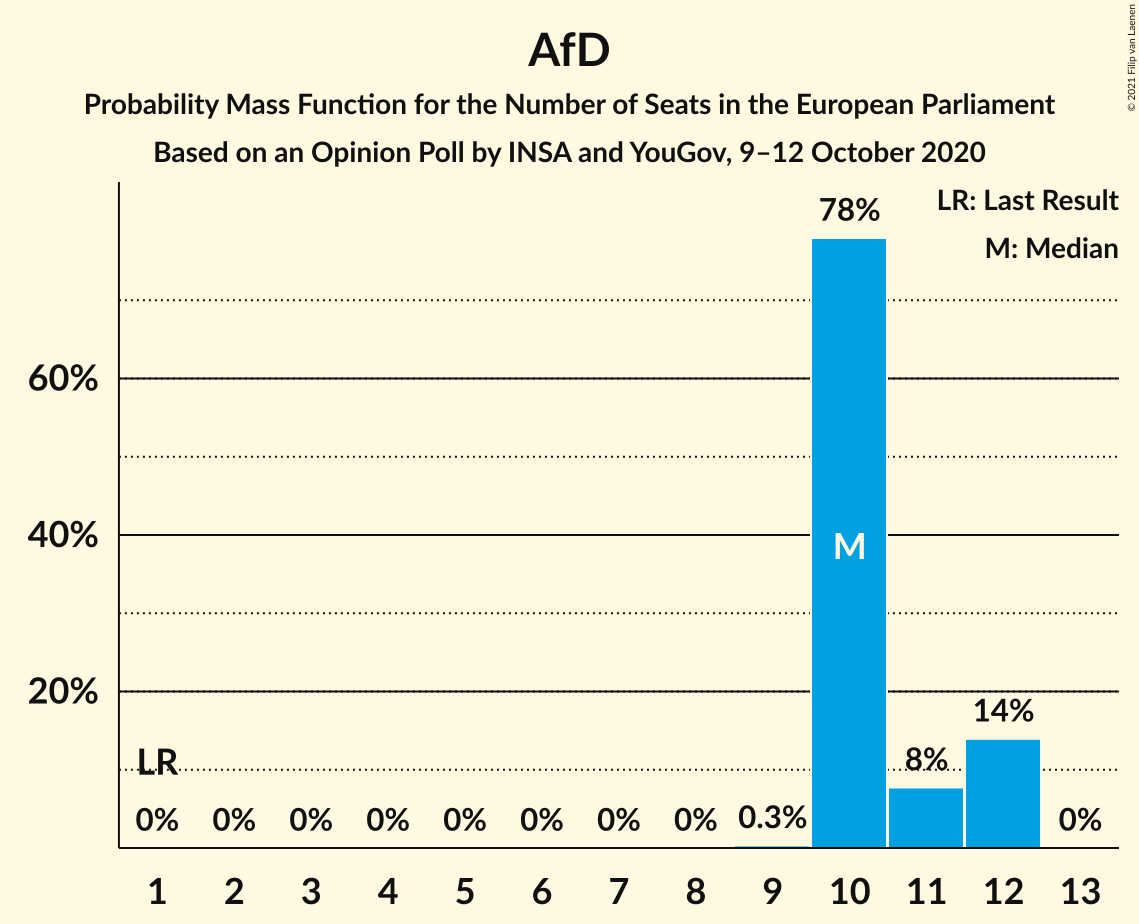 AfD
Probability Mass Function for the Number of Seats in the European Parliament
Based on an Opinion Poll by INSA and YouGov, 9–12 October 2020
© 2021 Filip van Laenen
LR: Last Result
M: Median
78%
60%
40%
M
20%
14%
LR
8%
0% 0% 0% 0% 0% 0% 0% 0% 0.3% 0%
1 2 3 4 5 6 7 8 9 10 11 12 13